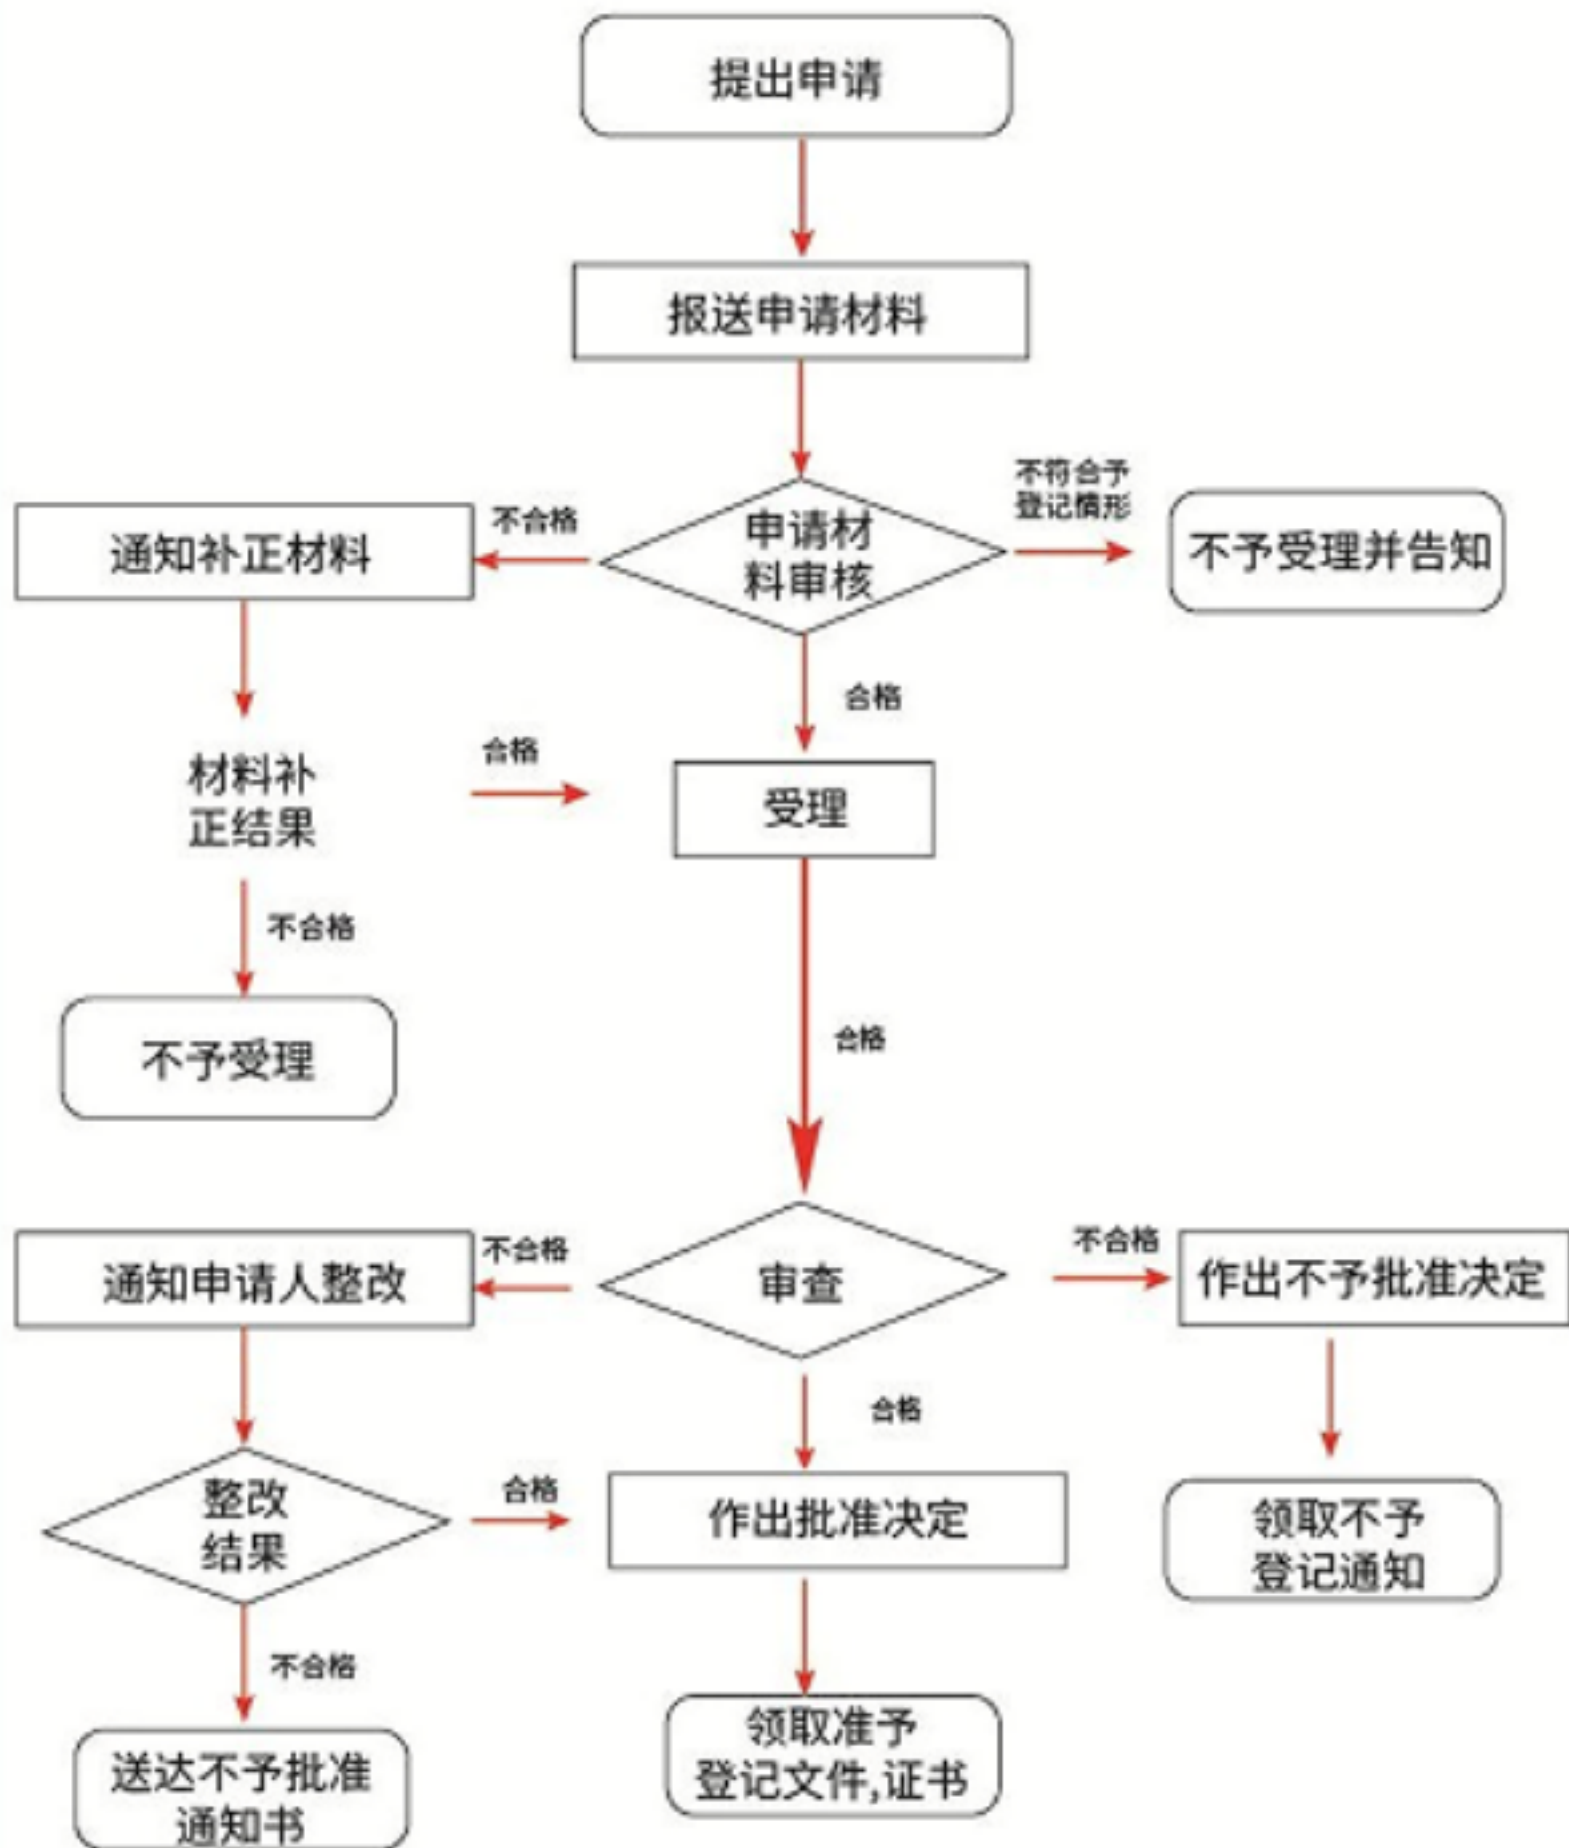 提出申请
报送申请材料
不符合予
登记情形
不合格
申请材
料审核
通知补正材料
不予受理并告知
合格
材料补
正结果
合格
受理
不合格
不予受理
合格
不合格
不合格
通知申请人整改
审查
作出不予批准决定
合格
整改
结果
合格
作出批准决定
领取不予
登记通知
不合格
领取准予
登记文件,证书
送达不予批准
通知书